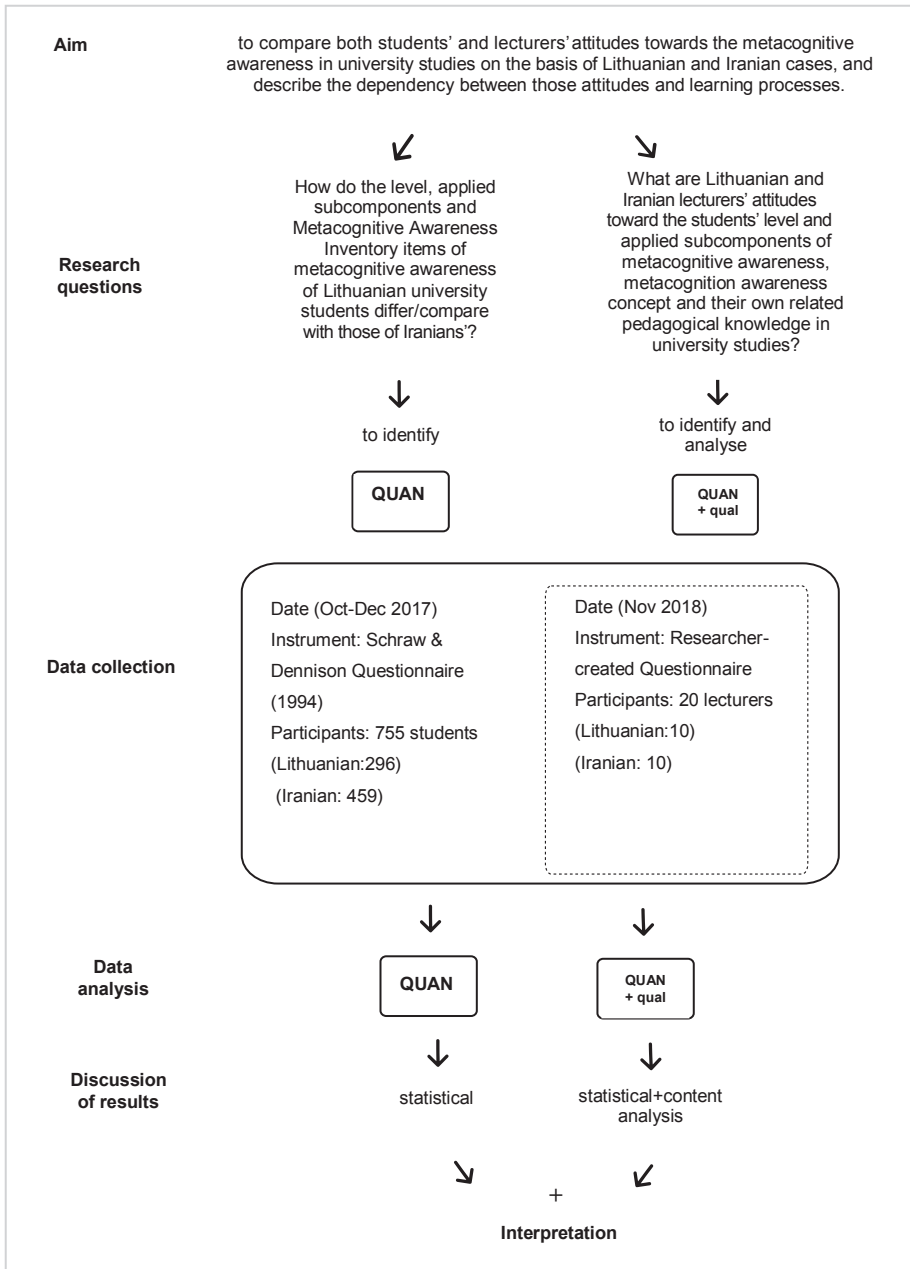 Aim
to compare both students’ and lecturers’ attitudes towards the metacognitive
awareness in university studies on the basis of Lithuanian and Iranian cases, and
describe the dependency between those attitudes and learning processes.
Research
questions
How do the level, applied
subcomponents and
Metacognitive Awareness
Inventory items of
metacognitive awareness
of Lithuanian university
students differ/compare
with those of Iranians’?
What are Lithuanian and
Iranian lecturers’ attitudes
toward the students’ level and
applied subcomponents of
metacognitive awareness,
metacognition awareness
concept and their own related
pedagogical knowledge in
university studies?
to identify
to identify and
analyse
QUAN
QUAN
+ qual
Data collection
Date (Oct-Dec 2017)
Instrument: Schraw &
Dennison Questionnaire
(1994)
Participants: 755 students
(Lithuanian:296)
(Iranian: 459)
Date (Nov 2018)
Instrument: Researcher-
created Questionnaire
Participants: 20 lecturers
(Lithuanian:10)
(Iranian: 10)
Data
analysis
QUAN
QUAN
+ qual
Discussion
of results
statistical
statistical+content
analysis
+
Interpretation